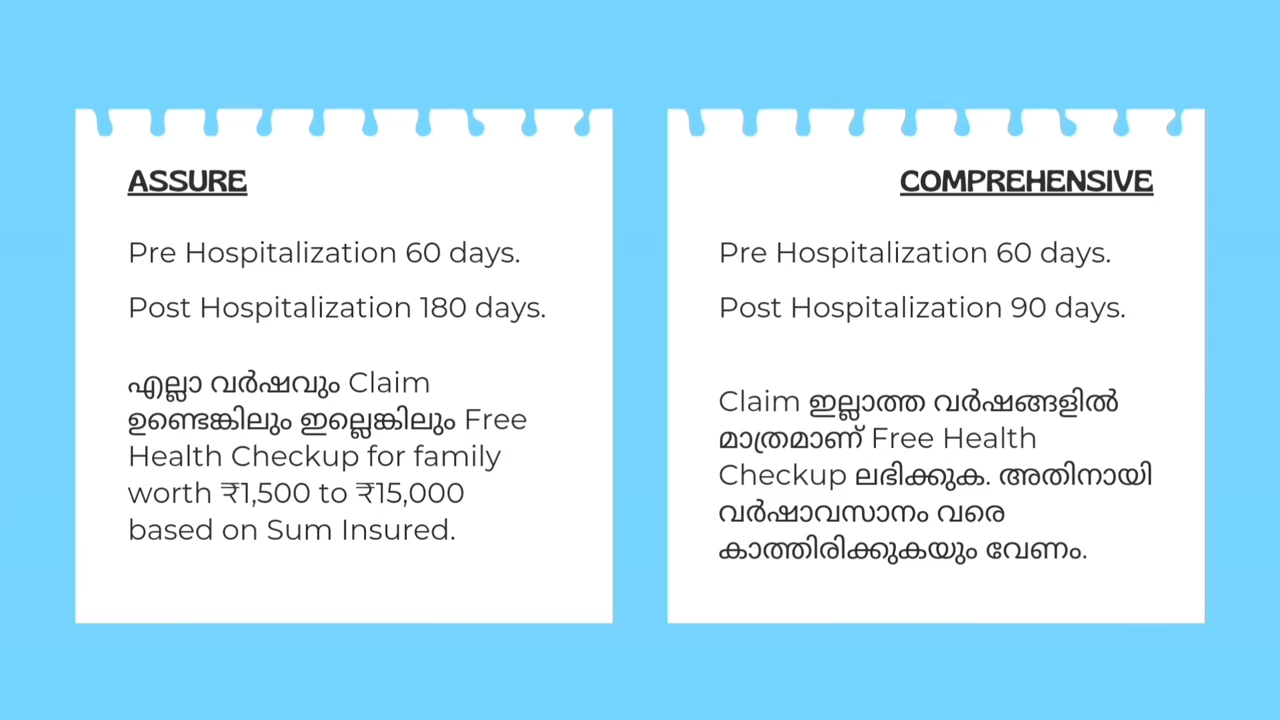 ASSURE
Pre Hospitalization 60 days.
Post Hospitalization 180 days.
എല്ലാ വർഷവും Claim
ഉണ്ടെങ്കിലും ഇല്ലെങ്കിലും Free
Health Checkup for family
worth ₹1,500 to ₹15,000
based on Sum Insured.
COMPREHENSIVE
Pre Hospitalization 60 days.
Post Hospitalization 90 days.
Claim ഇല്ലാത്ത വർഷങ്ങളിൽ
മാത്രമാണ് Free Health
Checkup ലഭിക്കുക. അതിനായി
വർഷാവസാനം വരെ
കാത്തിരിക്കുകയും വേണം.